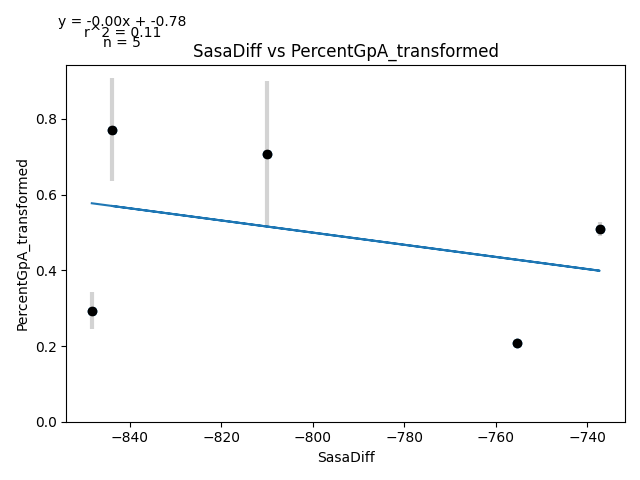 y = -0.00x + -0.78
r^2 = 0.11
n = 5
SasaDiff vs PercentGpA_transformed
PercentGpA_transformed
0.8
0.6
0.4
0.2
0.0
−840
−820
−800
−780
−760
−740
SasaDiff